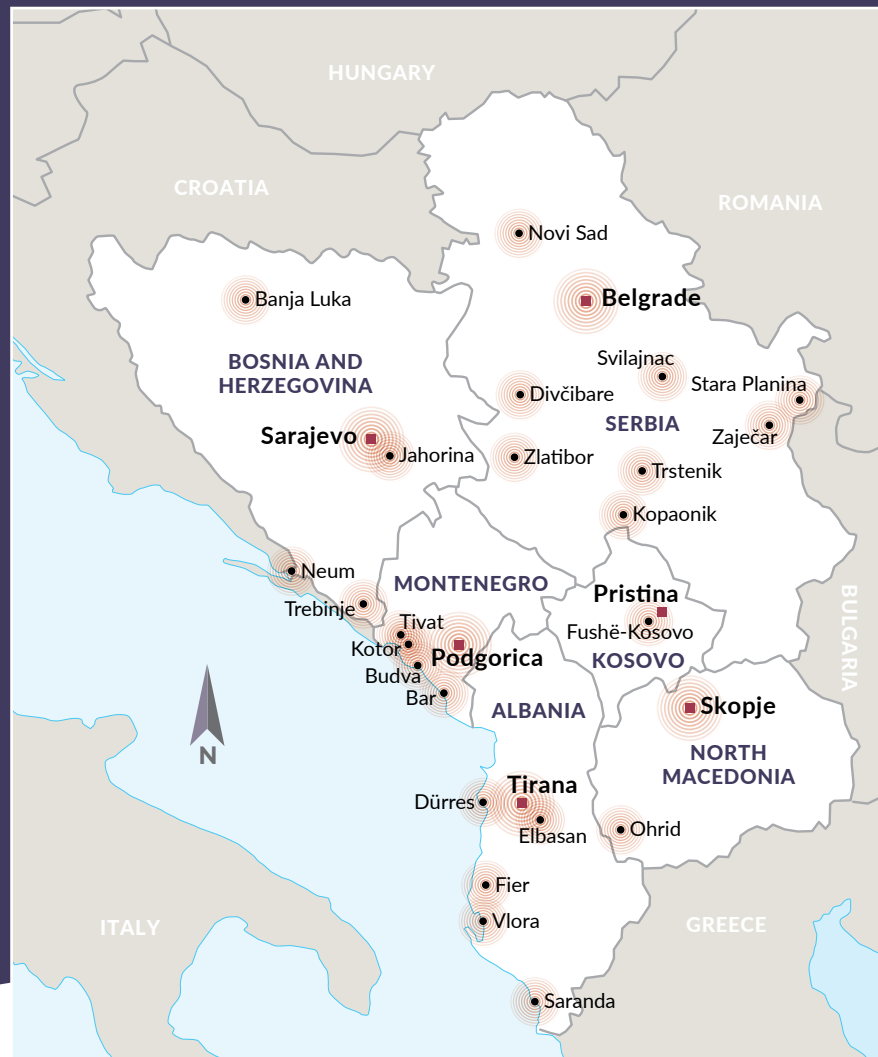 HUNGARY
CROATIA
ROMANIA
Novi Sad
Banja Luka
Belgrade
BOSNIA AND
HERZEGOVINA
Svilajnac
Stara Planina
Divčibare
SERBIA
Zaječar
Sarajevo
Jahorina
Zlatibor
Trstenik
Kopaonik
Neum
MONTENEGRO
Pristina
Trebinje
Tivat
Fushë-Kosovo
Kotor
Podgorica
KOSOVO
Budva
Bar
ALBANIA
Skopje
BULGARIA
N
NORTH
MACEDONIA
Tirana
Dürres
Elbasan
Ohrid
Fier
Vlora
ITALY
GREECE
Saranda